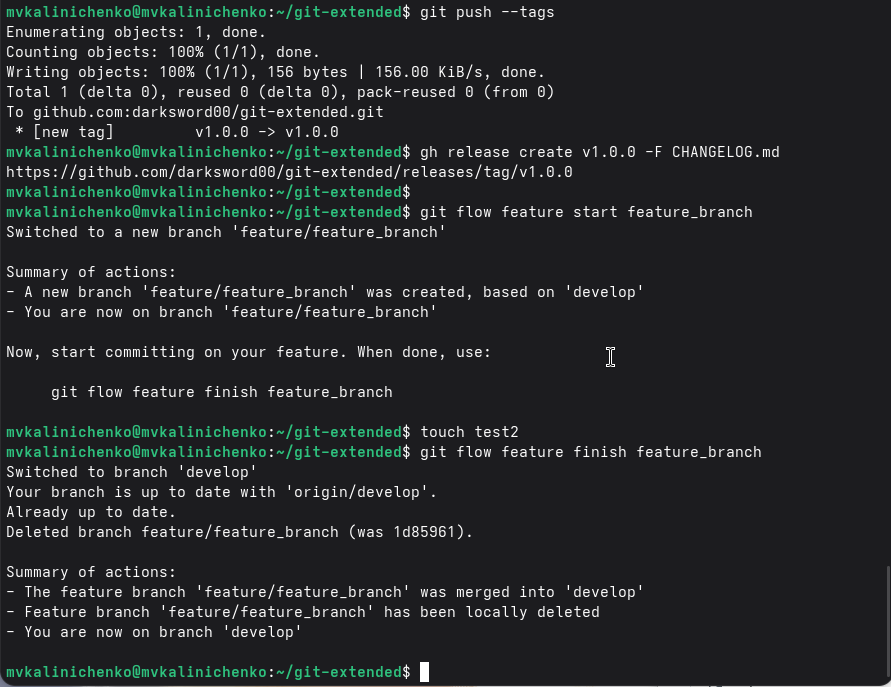 mvkalinichenko@mvkalinichenko:~/git-extended$ git push --tags
Enumerating objects: 1, done.
Counting objects: 100% (1/1), done.
Writing objects: 100% (1/1), 156 bytes | 156.00 KiB/s, done.
Total 1 (delta 0), reused 0 (delta 0), pack-reused 0 (from 0)
To github.com:darksword00/git-extended.git
 * [new tag]         v1.0.0 -> v1.0.0
mvkalinichenko@mvkalinichenko:~/git-extended$ gh release create v1.0.0 -F CHANGELOG.md
https://github.com/darksword00/git-extended/releases/tag/v1.0.0
mvkalinichenko@mvkalinichenko:~/git-extended$
mvkalinichenko@mvkalinichenko:~/git-extended$ git flow feature start feature_branch
Switched to a new branch 'feature/feature_branch'

Summary of actions:
- A new branch 'feature/feature_branch' was created, based on 'develop'
- You are now on branch 'feature/feature_branch'

Now, start committing on your feature. When done, use:

     git flow feature finish feature_branch

mvkalinichenko@mvkalinichenko:~/git-extended$ touch test2
mvkalinichenko@mvkalinichenko:~/git-extended$ git flow feature finish feature_branch
Switched to branch 'develop'
Your branch is up to date with 'origin/develop'.
Already up to date.
Deleted branch feature/feature_branch (was 1d85961).

Summary of actions:
- The feature branch 'feature/feature_branch' was merged into 'develop'
- Feature branch 'feature/feature_branch' has been locally deleted
- You are now on branch 'develop'

mvkalinichenko@mvkalinichenko:~/git-extended$